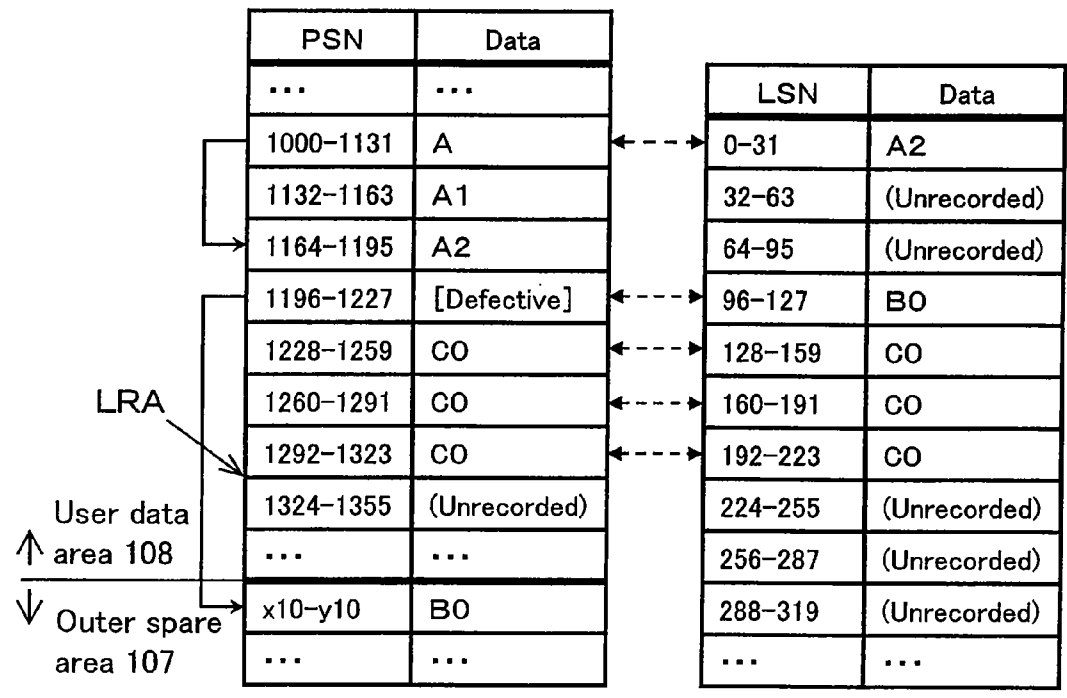 PSN Data
... ...
1000-1131 A
1132-1163 A1
1164-1195 A2
1196-1227 [Defective]
1228-1259 C0
1260-1291 C0
1292-1323 C0
1324-1355 (Unrecorded)
... ...
x10-y10 B0
... ...
LRA
User data
area 108
Outer spare
area 107
LSN Data
0-31 A2
32-63 (Unrecorded)
64-95 (Unrecorded)
96-127 B0
128-159 C0
160-191 C0
192-223 C0
224-255 (Unrecorded)
256-287 (Unrecorded)
288-319 (Unrecorded)
... ...